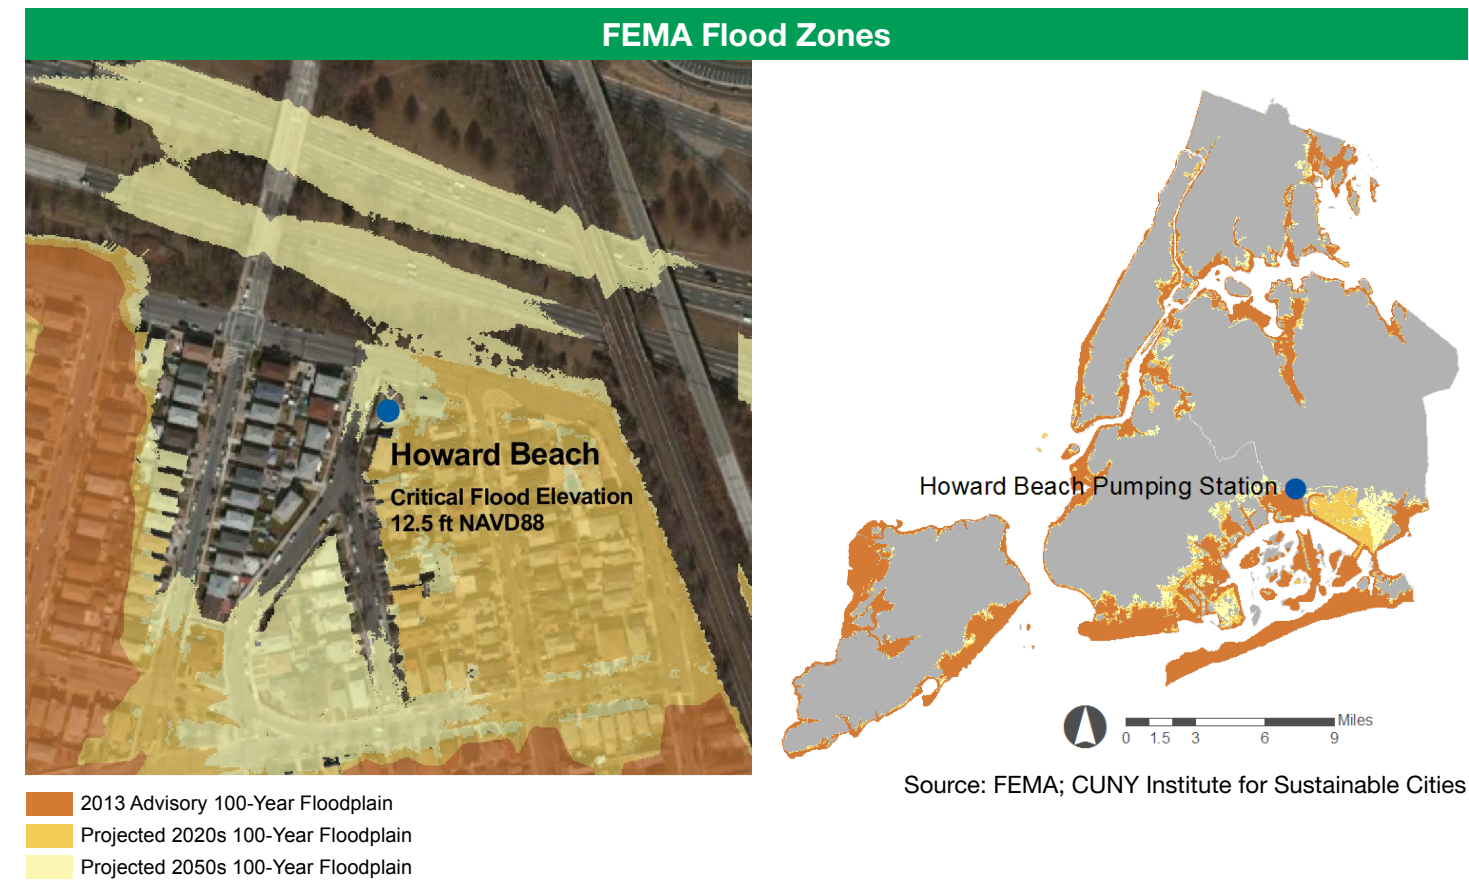 FEMA Flood Zones
Howard Beach
Critical Flood Elevation
12.5 ft NAVD88
Howard Beach Pumping Station
Miles
0 1.5 3 6 9
Source: FEMA; CUNY Institute for Sustainable Cities
2013 Advisory 100-Year Floodplain
Projected 2020s 100-Year Floodplain
Projected 2050s 100-Year Floodplain